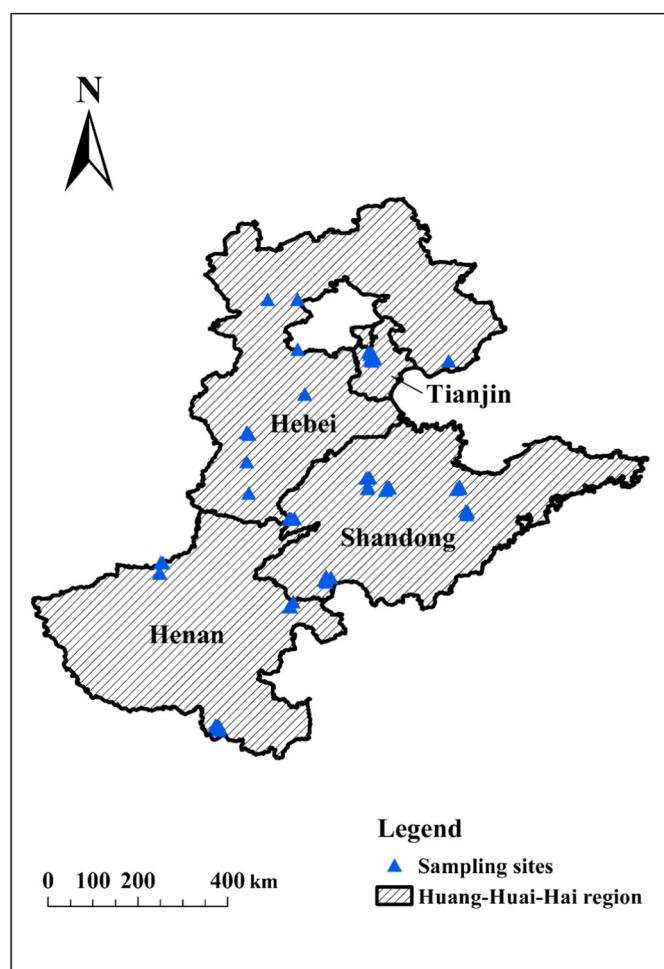 N
Tianjin
Hebei
Shandong
Henan
Legend
Sampling sites
Huang-Huai-Hai region
0 100 200 400 km